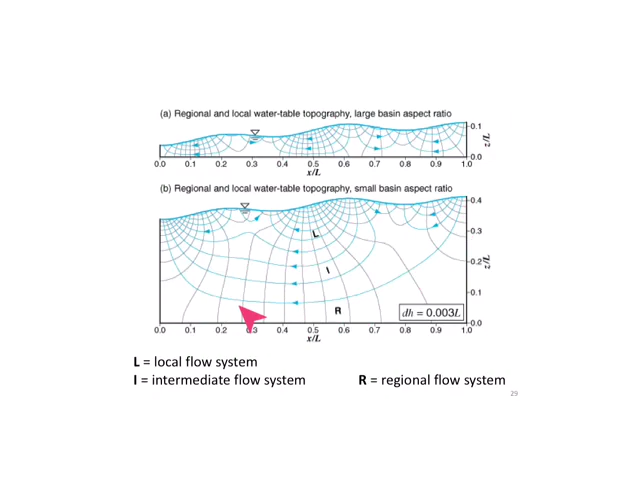 (a) Regional and local water-table topography, large basin aspect ratio
0.1
0.0
z/L
0.0 0.1 0.2 0.3 0.4 0.5 0.6 0.7 0.8 0.9 1.0
x/L
(b) Regional and local water-table topography, small basin aspect ratio
0.4
0.3
0.2
0.1
0.0
z/L
L
I
R
dh = 0.003L
0.0 0.1 0.2 0.3 0.4 0.5 0.6 0.7 0.8 0.9 1.0
x/L
L = local flow system
I = intermediate flow system R = regional flow system
29